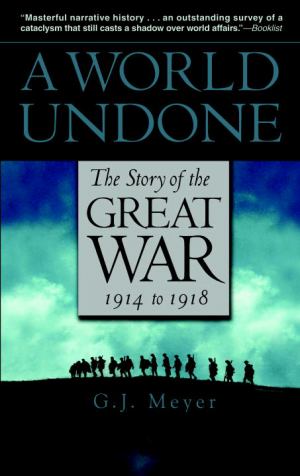 “Masterful narrative history . . . an outstanding survey of a
cataclysm that still casts a shadow over world affairs.”—Booklist
A WORLD
UNDONE
The Story of the
GREAT
WAR
1914 to 1918
G.J. Meyer